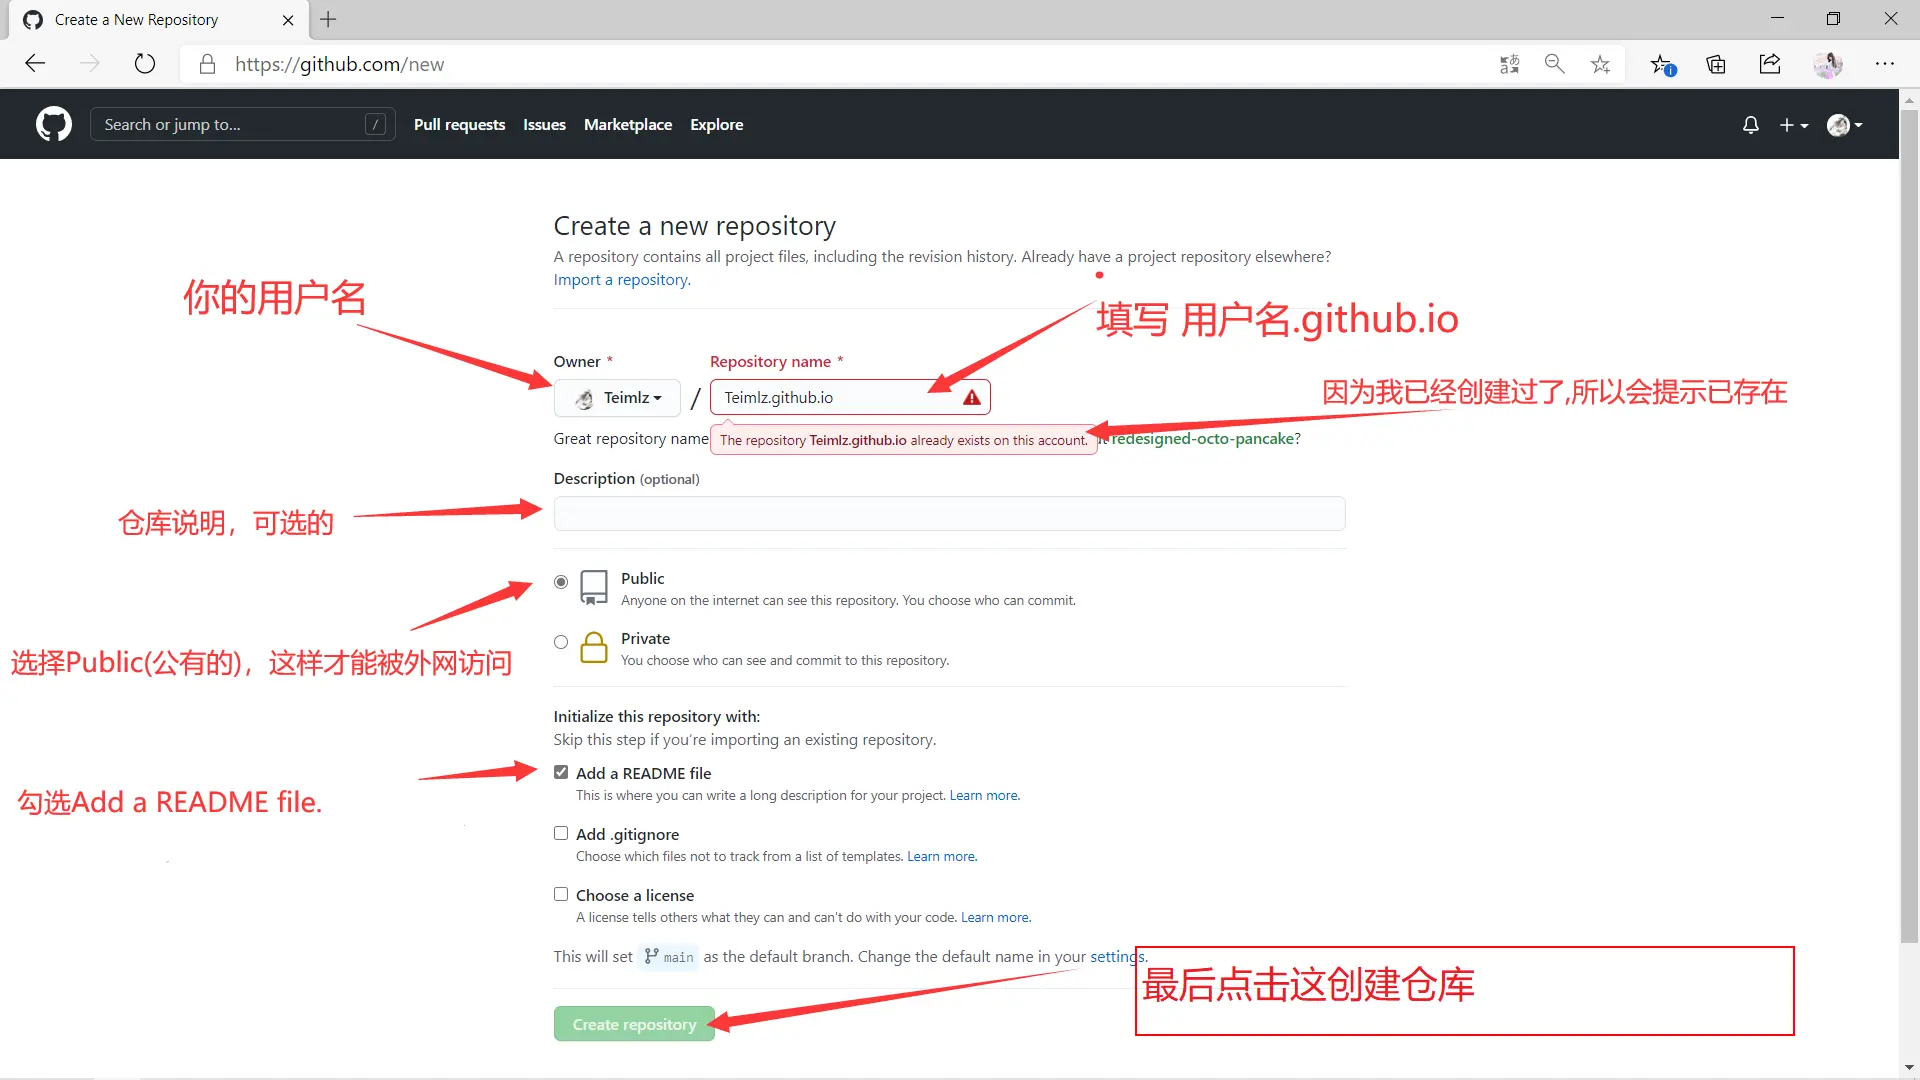 Create a New Repository
https://github.com/new
Search or jump to...
/
Pull requests
Issues
Marketplace
Explore
Create a new repository
A repository contains all project files, including the revision history. Already have a project repository elsewhere?
Import a repository.
你的用户名
填写 用户名.github.io
Owner *
Repository name *
Teimlz
/
Teimlz.github.io
因为我已经创建过了,所以会提示已存在
Great repository name
The repository Teimlz.github.io already exists on this account.
redesigned-octo-pancake?
Description (optional)
仓库说明，可选的
Public
Anyone on the internet can see this repository. You choose who can commit.
Private
You choose who can see and commit to this repository.
选择Public(公有的)，这样才能被外网访问
Initialize this repository with:
Skip this step if you're importing an existing repository.
Add a README file
This is where you can write a long description for your project. Learn more.
勾选Add a README file.
Add .gitignore
Choose which files not to track from a list of templates. Learn more.
Choose a license
A license tells others what they can and can't do with your code. Learn more.
This will set main as the default branch. Change the default name in your settings.
最后点击这创建仓库
Create repository